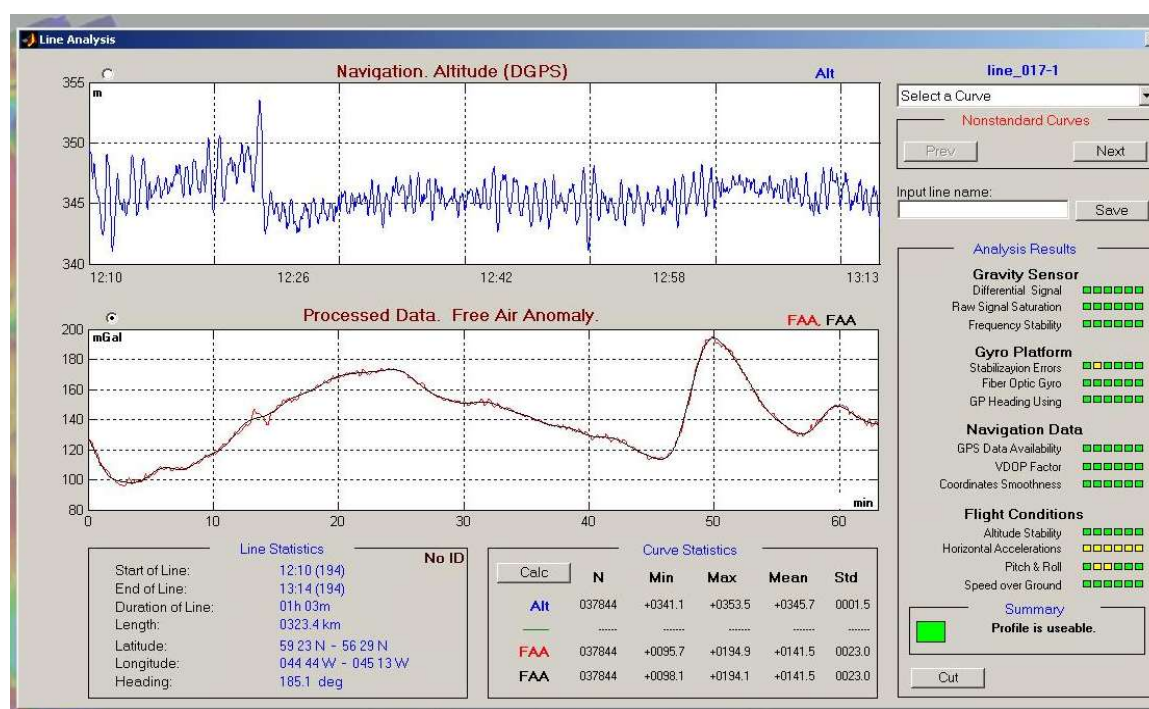 Line Analysis
Navigation. Altitude (DGPS)
Alt
355
m
350
345
340
12:10 12:26 12:42 12:58 13:13
Processed Data. Free Air Anomaly.
FAA, FAA
200
mGal
180
160
140
120
100
80
min
0 10 20 30 40 50 60
Line Statistics
No ID
Start of Line: 12:10 (194)
End of Line: 13:14 (194)
Duration of Line: 01h 03m
Length: 0323.4 km
Latitude: 59 23 N - 56 29 N
Longitude: 044 44 W - 045 13 W
Heading: 185.1 deg
Curve Statistics
Calc N Min Max Mean Std
Alt 037844 +0341.1 +0353.5 +0345.7 0001.5
------ ------- ------- ------- ------
FAA 037844 +0095.7 +0194.9 +0141.5 0023.0
FAA 037844 +0098.1 +0194.1 +0141.5 0023.0
line_017-1
Select a Curve
Nonstandard Curves
Prev Next
Input line name:
Save
Analysis Results
Gravity Sensor
Differential Signal
Raw Signal Saturation
Frequency Stability
Gyro Platform
Stabilizayion Errors
Fiber Optic Gyro
GP Heading Using
Navigation Data
GPS Data Availability
VDOP Factor
Coordinates Smoothness
Flight Conditions
Altitude Stability
Horizontal Accelerations
Pitch & Roll
Speed over Ground
Summary
Profile is useable.
Cut